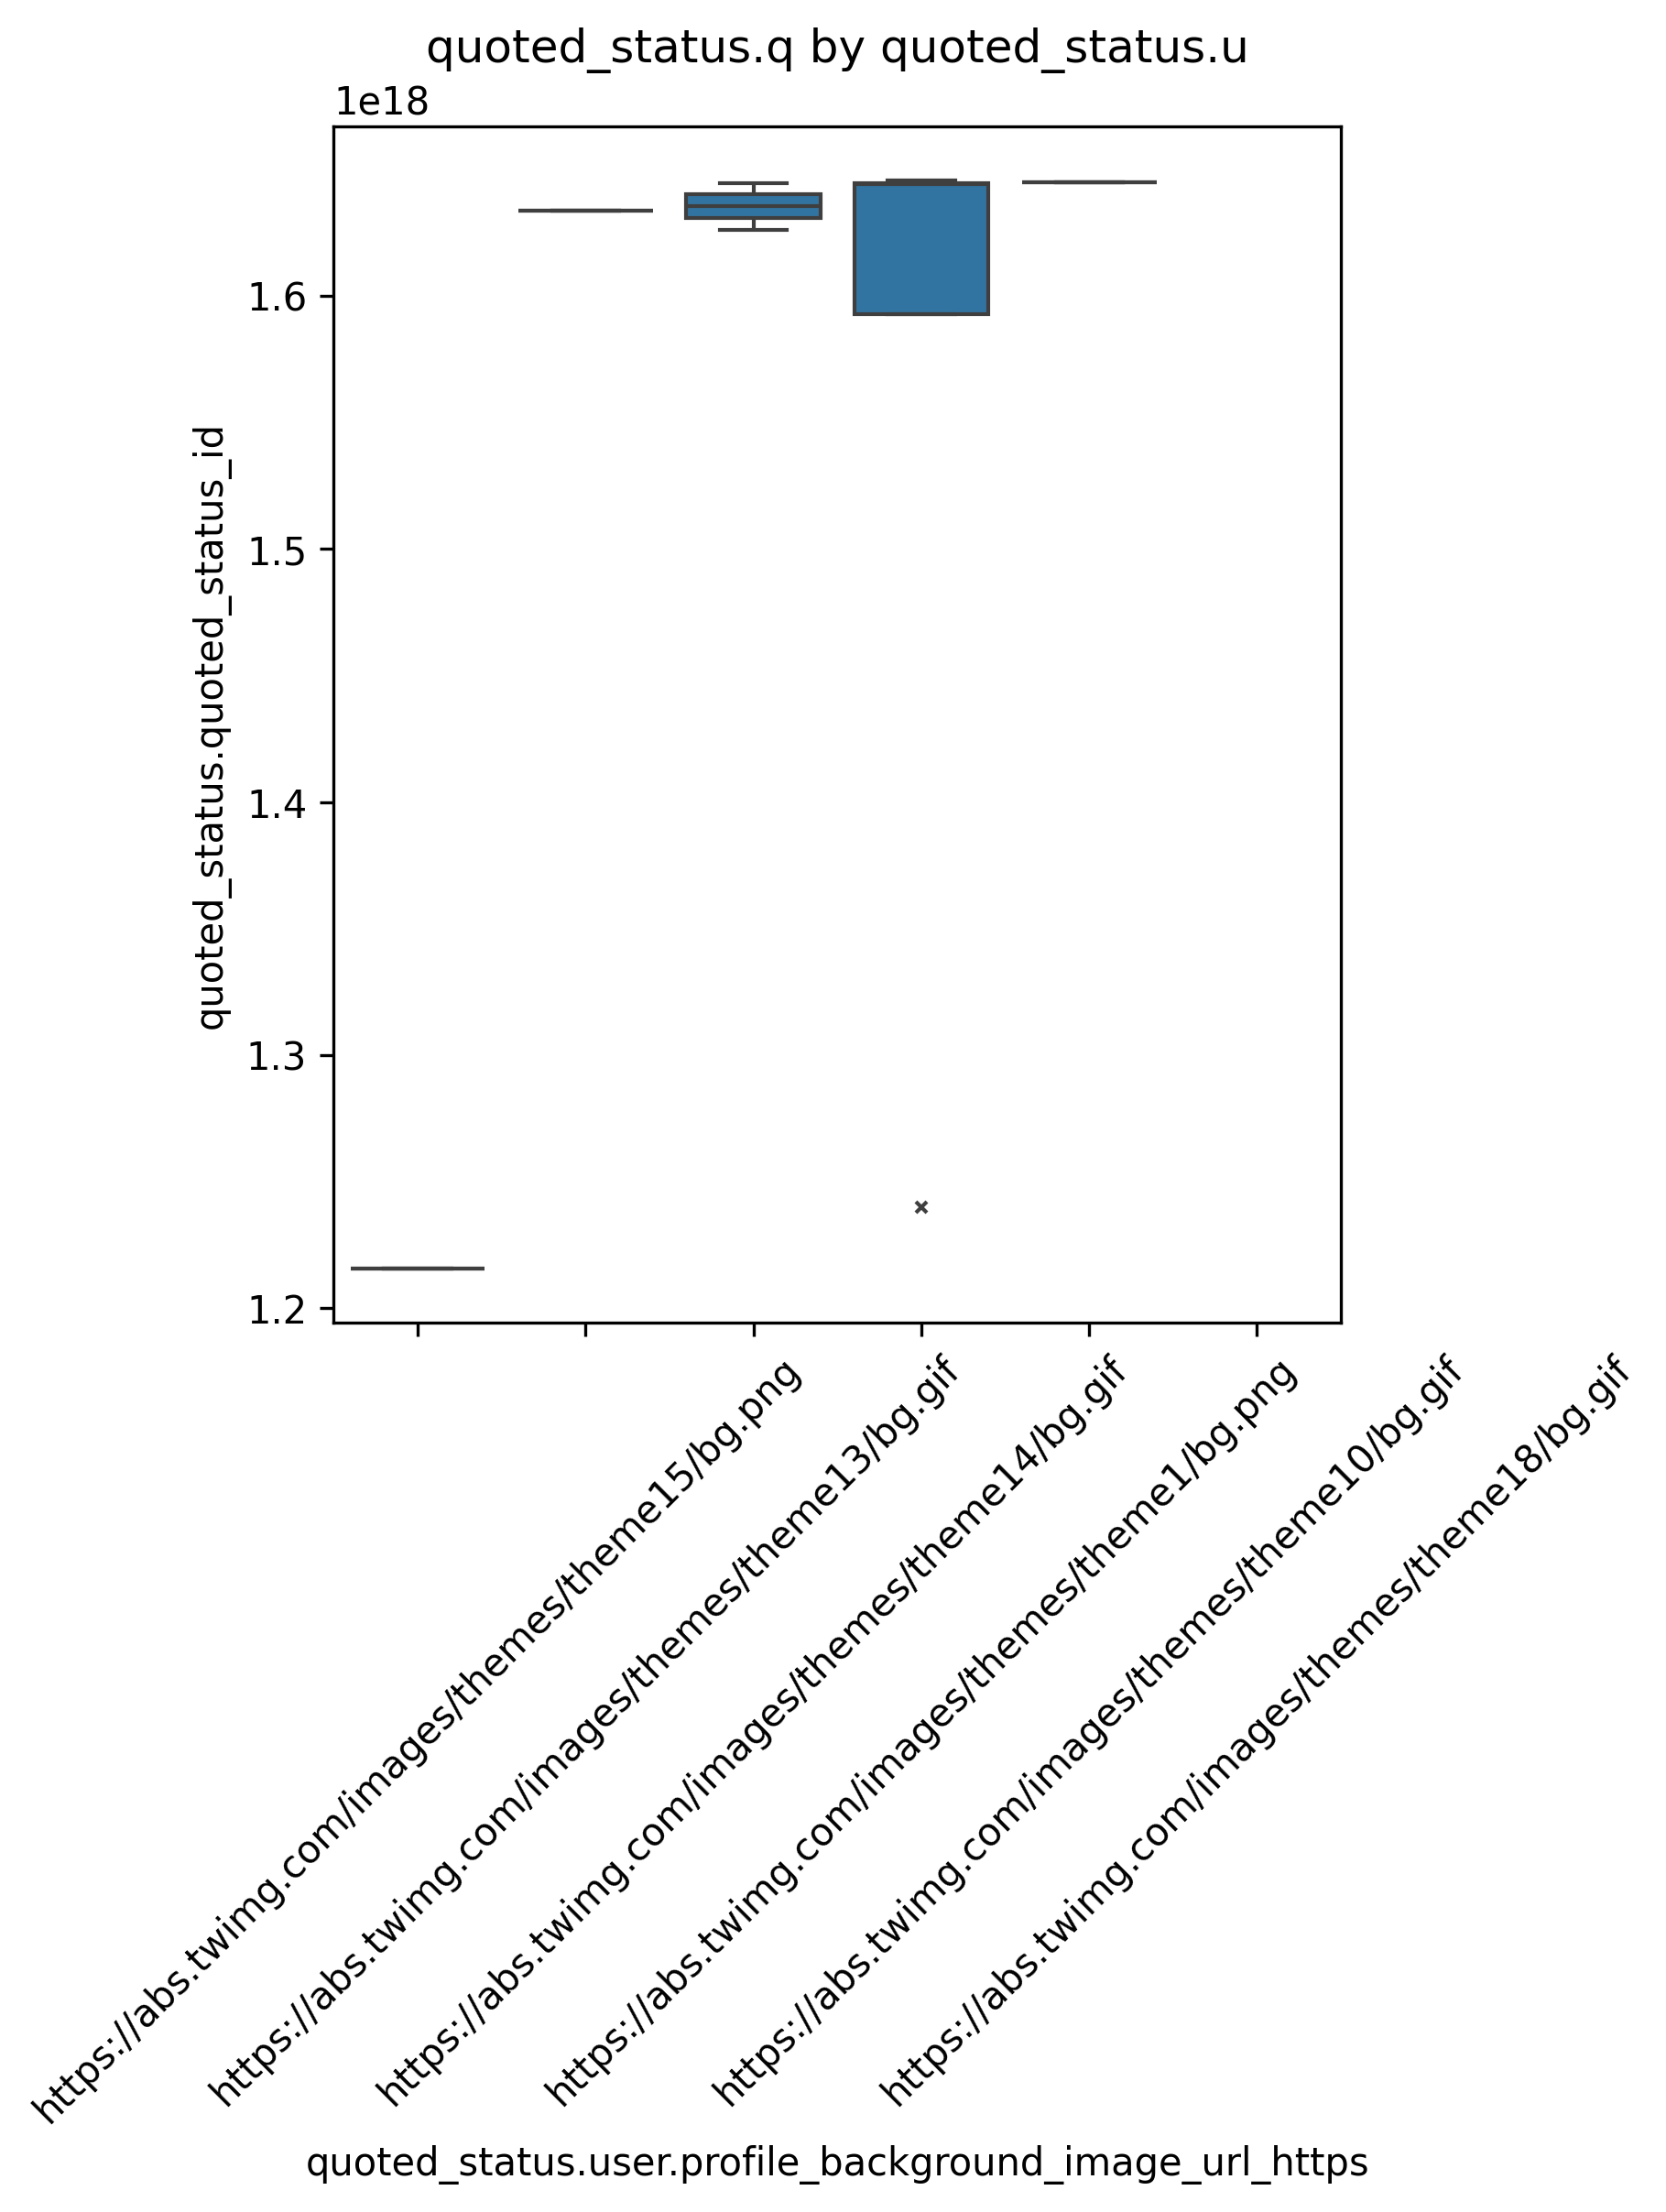 quoted_status.q by quoted_status.u
1e18
1.6
1.5
1.4
1.3
1.2
quoted_status.quoted_status_id
https://abs.twimg.com/images/themes/theme15/bg.png
https://abs.twimg.com/images/themes/theme13/bg.gif
https://abs.twimg.com/images/themes/theme14/bg.gif
https://abs.twimg.com/images/themes/theme1/bg.png
https://abs.twimg.com/images/themes/theme10/bg.gif
https://abs.twimg.com/images/themes/theme18/bg.gif
quoted_status.user.profile_background_image_url_https